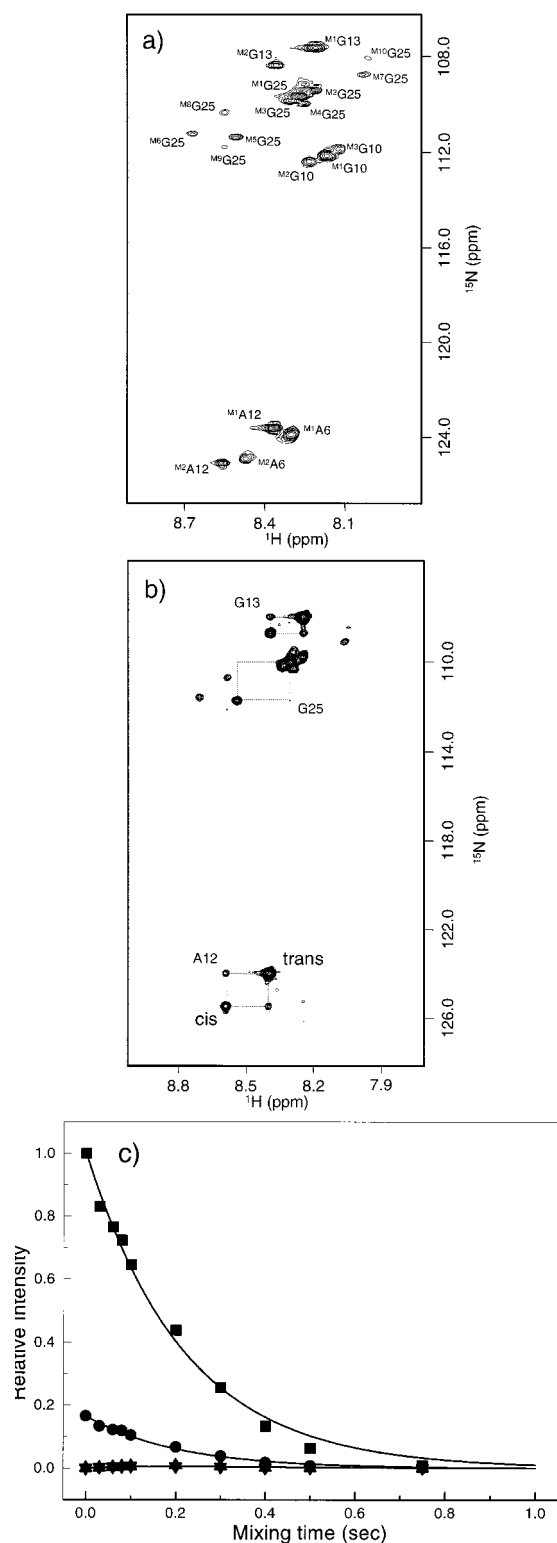 a)
M2G13
M1G13
M10G25
M1G25
M7G25
M8G25
M3G25
M2G25
M4G25
M6G25
M5G25
M9G25
M3G10
M2G10
M1G10
M1A12
M1A6
M2A12
M2A6
108.0
112.0
116.0
120.0
124.0
15N (ppm)
8.7
8.4
8.1
1H (ppm)
b)
G13
G25
A12
trans
cis
110.0
114.0
118.0
122.0
126.0
15N (ppm)
8.8
8.5
8.2
7.9
1H (ppm)
c)
1.0
0.8
0.6
0.4
0.2
0.0
Relative Intensity
0.0
0.2
0.4
0.6
0.8
1.0
Mixing time (sec)